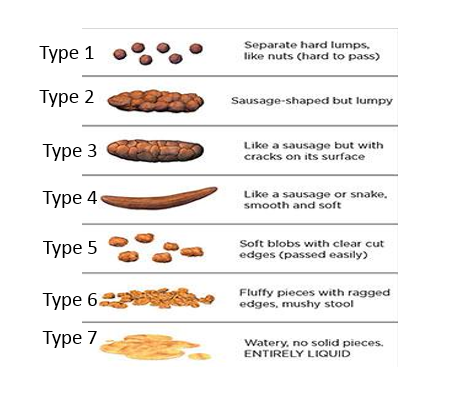 Type 1
Separate hard lumps,
like nuts (hard to pass)
Type 2
Sausage-shaped but lumpy
Type 3
Like a sausage but with
cracks on its surface
Type 4
Like a sausage or snake,
smooth and soft
Type 5
Soft blobs with clear cut
edges (passed easily)
Type 6
Fluffy pieces with ragged
edges, mushy stool
Type 7
Watery, no solid pieces.
ENTIRELY LIQUID